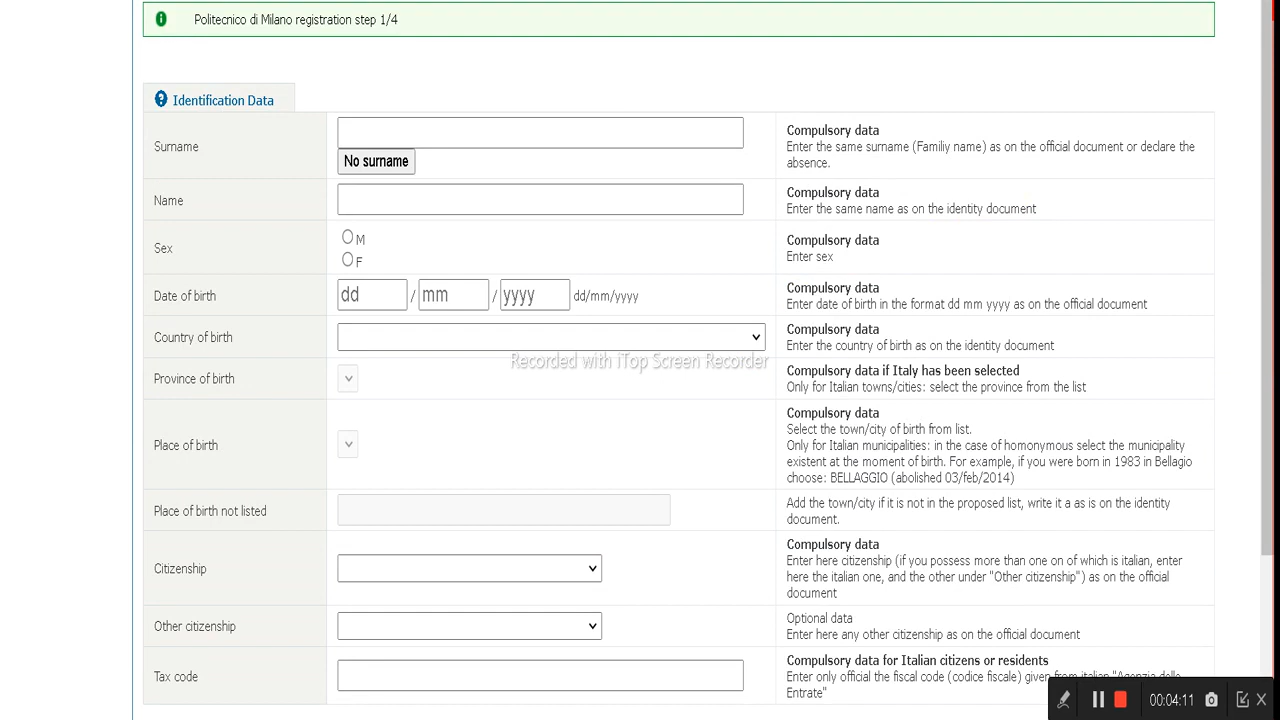 Politecnico di Milano registration step 1/4
Identification Data
Surname
No surname
Compulsory data
Enter the same surname (Familiy name) as on the official document or declare the
absence.
Name
Compulsory data
Enter the same name as on the identity document
Sex
M
F
Compulsory data
Enter sex
Date of birth
dd / mm / yyyy dd/mm/yyyy
Compulsory data
Enter date of birth in the format dd mm yyyy as on the official document
Country of birth
Compulsory data
Enter the country of birth as on the identity document
Recorded with iTop Screen Recorder
Province of birth
Compulsory data if Italy has been selected
Only for Italian towns/cities: select the province from the list
Place of birth
Compulsory data
Select the town/city of birth from list.
Only for Italian municipalities: in the case of homonymous select the municipality
existent at the moment of birth. For example, if you were born in 1983 in Bellagio
choose: BELLAGGIO (abolished 03/feb/2014)
Place of birth not listed
Add the town/city if it is not in the proposed list, write it a as is on the identity
document.
Citizenship
Compulsory data
Enter here citizenship (if you possess more than one on of which is italian, enter
here the italian one, and the other under "Other citizenship") as on the official
document
Other citizenship
Optional data
Enter here any other citizenship as on the official document
Tax code
Compulsory data for Italian citizens or residents
Enter only official the fiscal code (codice fiscale) given from italian "Agenzia delle
Entrate"
00:04:11